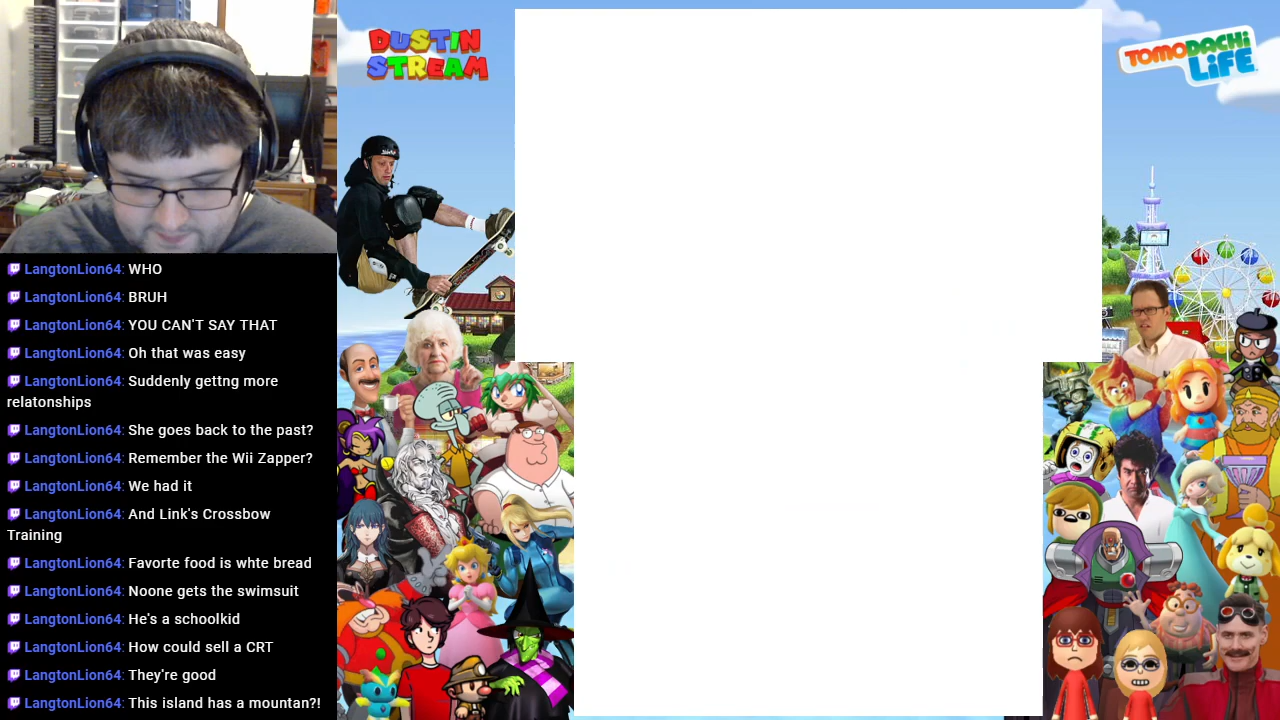 DUSTIN
STREAM
TOMODACHI
LiFE
LangtonLion64: WHO
LangtonLion64: BRUH
LangtonLion64: YOU CAN'T SAY THAT
LangtonLion64: Oh that was easy
LangtonLion64: Suddenly gettng more
relatonships
LangtonLion64: She goes back to the past?
LangtonLion64: Remember the Wii Zapper?
LangtonLion64: We had it
LangtonLion64: And Link's Crossbow
Training
LangtonLion64: Favorte food is whte bread
LangtonLion64: Noone gets the swimsuit
LangtonLion64: He's a schoolkid
LangtonLion64: How could sell a CRT
LangtonLion64: They're good
LangtonLion64: This island has a mountan?!